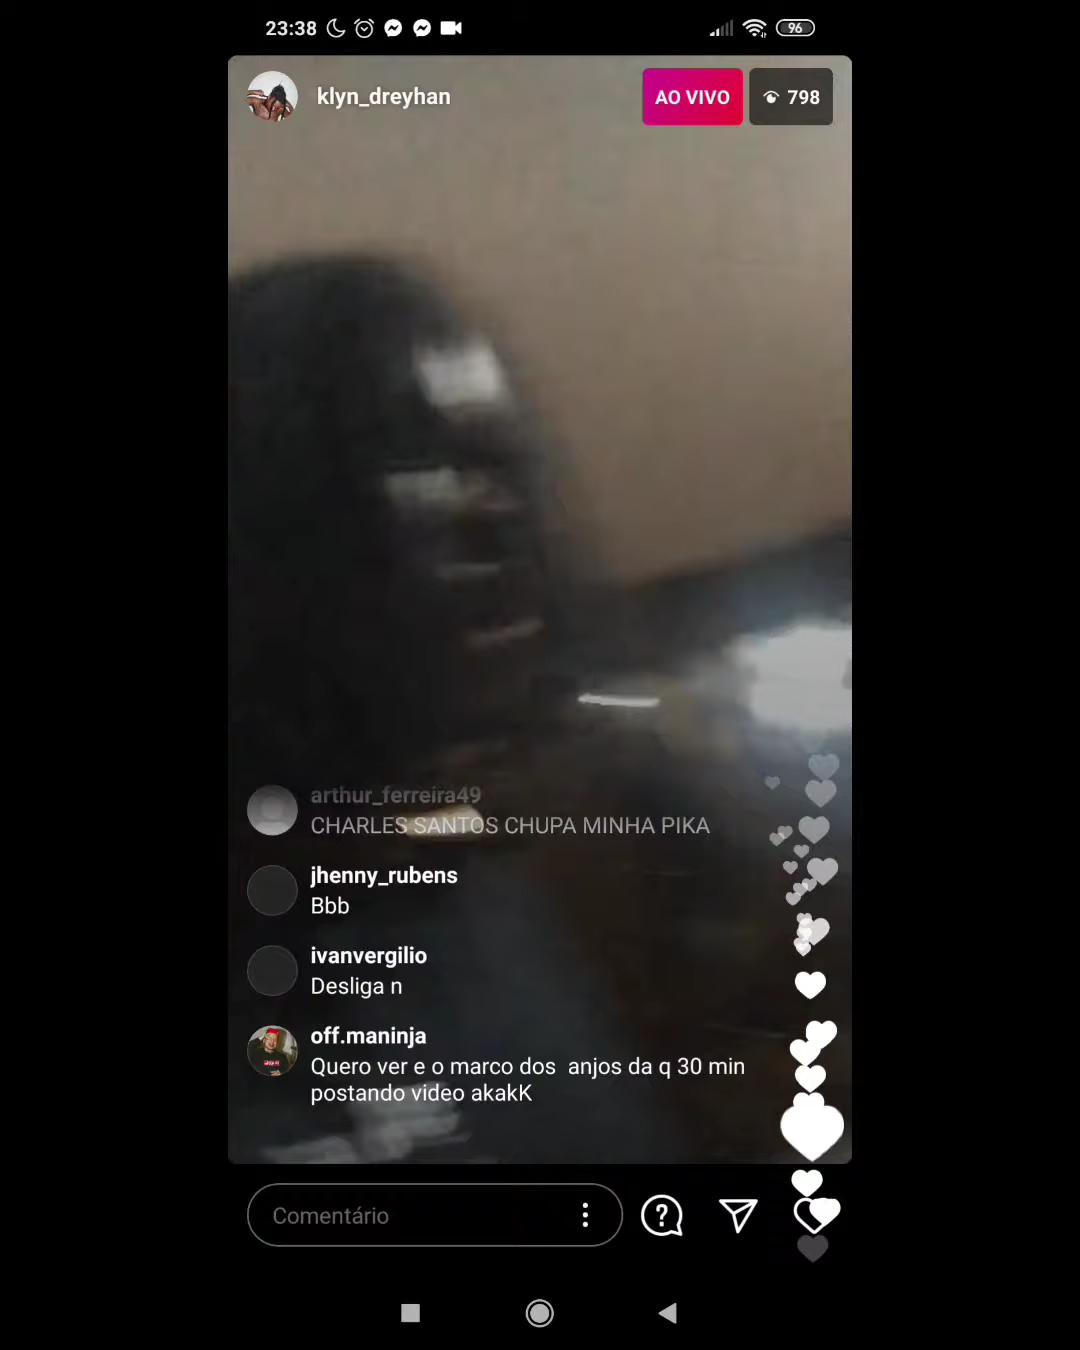 23:38
96
klyn_dreyhan
AO VIVO
798
arthur_ferreira49
CHARLES SANTOS CHUPA MINHA PIKA
jhenny_rubens
Bbb
ivanvergilio
Desliga n
off.maninja
Quero ver e o marco dos anjos da q 30 min
postando video akakK
Comentário